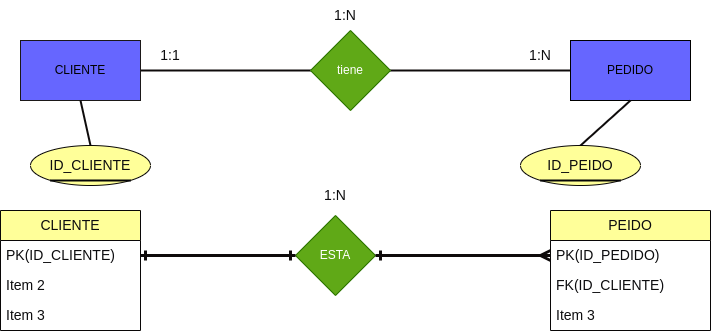 1:N
CLIENTE
1:1
tiene
1:N
PEDIDO
ID_CLIENTE
ID_PEIDO
1:N
CLIENTE
PK(ID_CLIENTE)
Item 2
Item 3
ESTA
PEIDO
PK(ID_PEDIDO)
FK(ID_CLIENTE)
Item 3